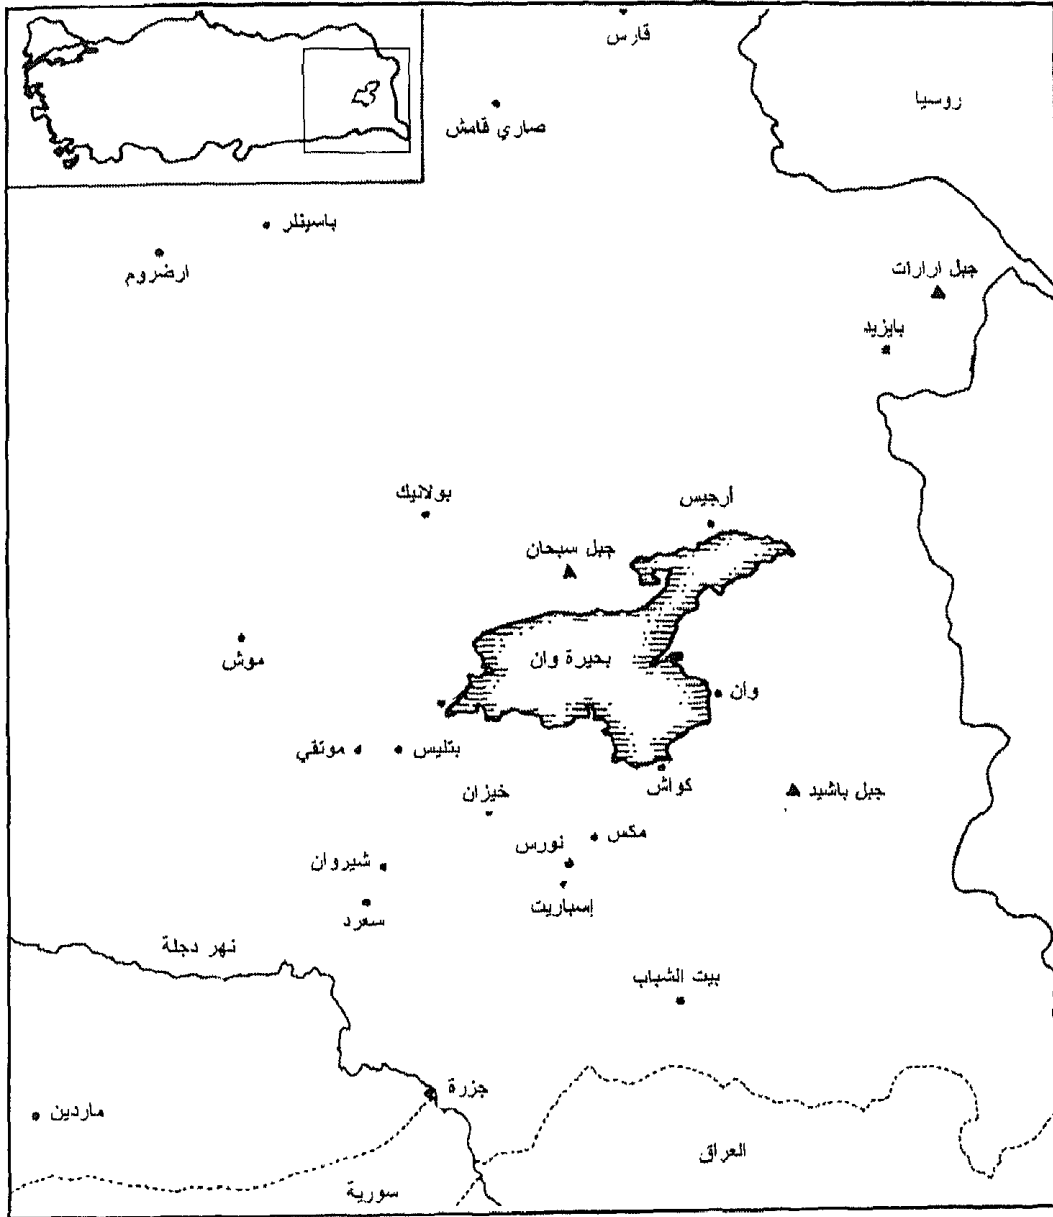 قارس
روسيا
صاري قامش
باسينلر
ارضروم
جبل ارارات
بايزيد
بولانيك
أرجيس
جبل سبحان
موش
بحيرة وان
وان
بتليس
موتقي
كواش
جبل باشيد
خيزان
مكس
نورس
شيروان
إسباريت
سعرد
نهر دجلة
بيت الشباب
جزرة
ماردين
العراق
سورية